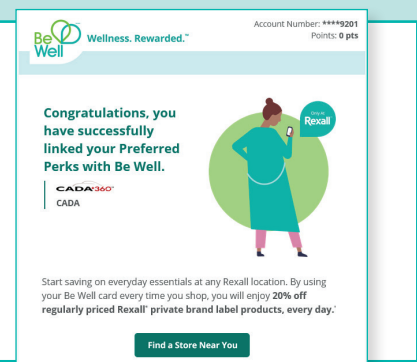 Be
Well
Wellness. Rewarded.™
Account Number: ****9201
Points: 0 pts
Congratulations, you
have successfully
linked your Preferred
Perks with Be Well.
CADA360°
CADA
Only in
Rexall
Start saving on everyday essentials at any Rexall location. By using
your Be Well card every time you shop, you will enjoy 20% off
regularly priced Rexall* private brand label products, every day.*
Find a Store Near You